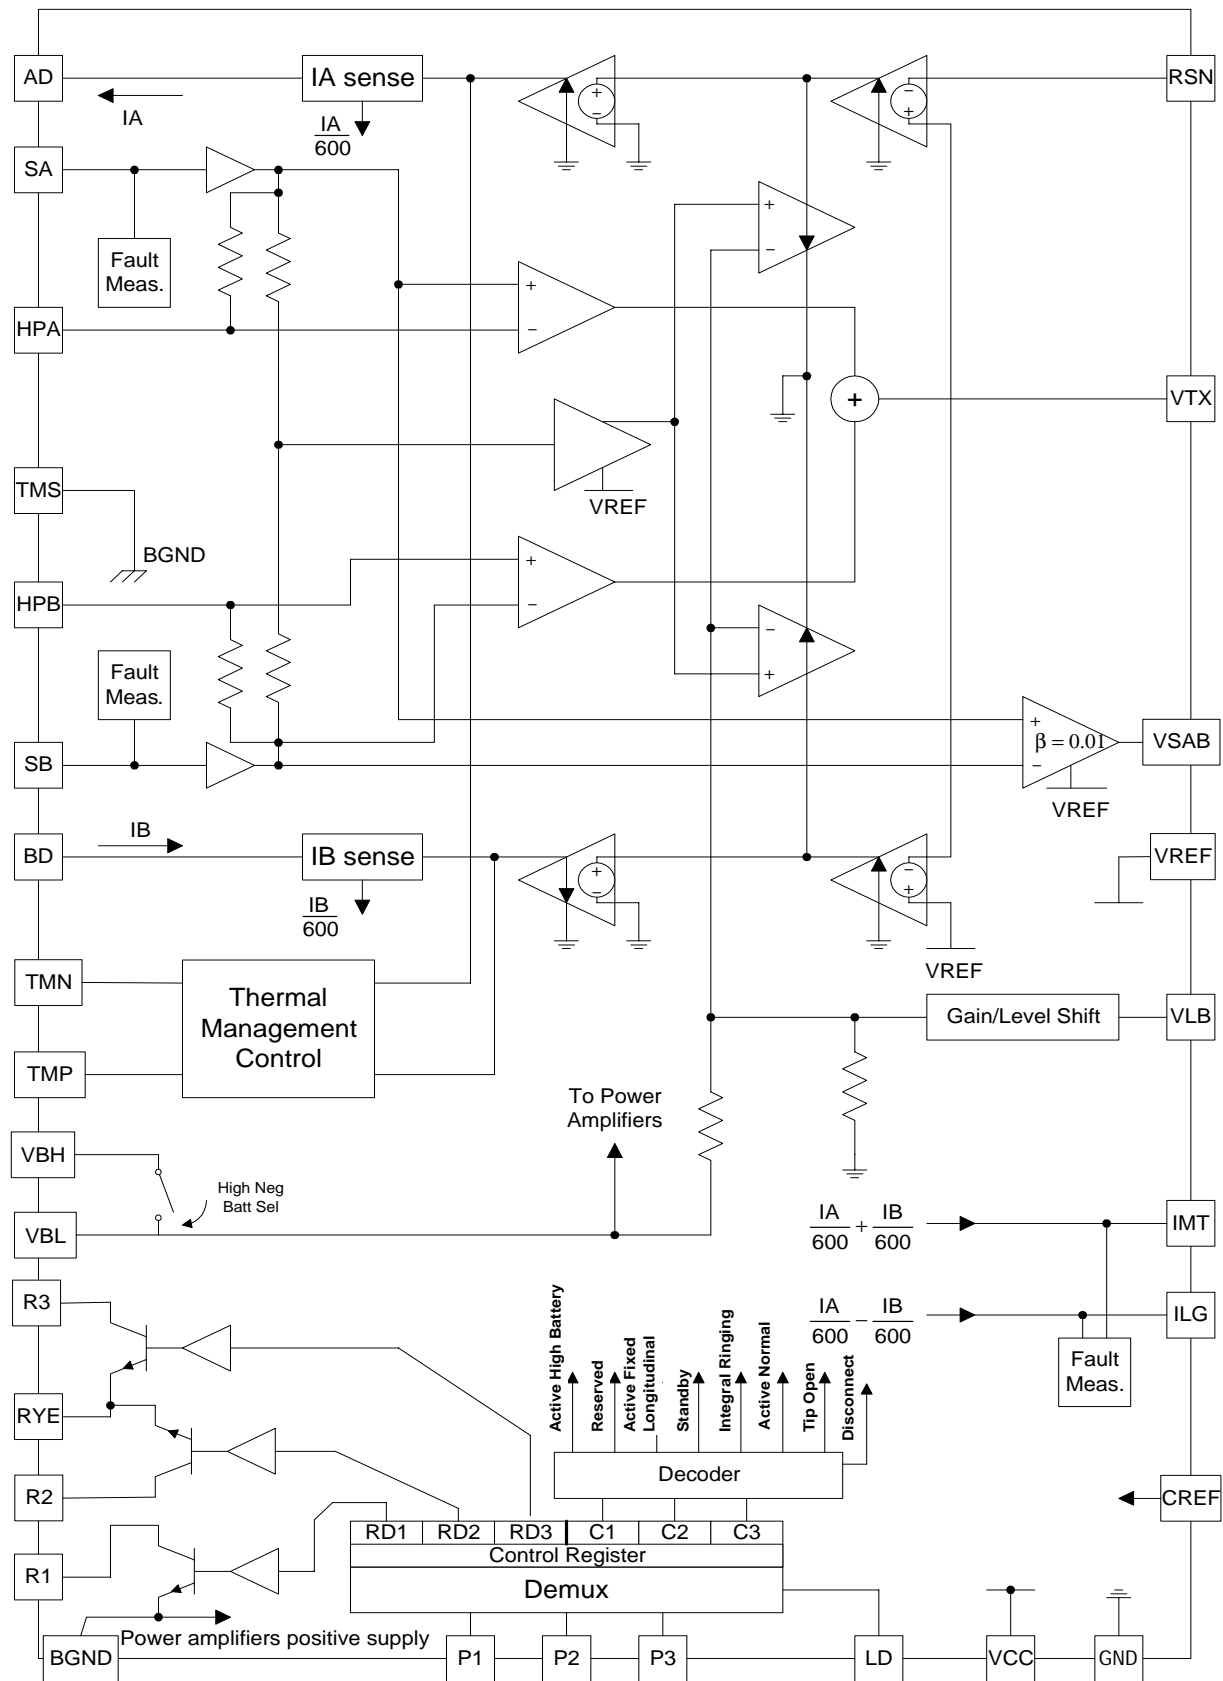 AD
IA sense
RSN
IA
IA
600
+
−
−
+
SA
Fault
Meas.
+
−
HPA
+
−
VTX
+
VREF
TMS
BGND
HPB
+
−
Fault
Meas.
−
+
SB
+
β = 0.01
−
VSAB
VREF
BD
IB
IB sense
IB
600
+
−
−
+
VREF
VREF
TMN
Thermal
Management
Control
TMP
Gain/Level Shift
VLB
To Power
Amplifiers
VBH
High Neg
Batt Sel
VBL
IA
600
+
IB
600
IMT
R3
IA
600
−
IB
600
ILG
Fault
Meas.
Active High Battery
Reserved
Active Fixed
Longitudinal
Standby
Integral Ringing
Active Normal
Tip Open
Disconnect
RYE
R2
Decoder
CREF
RD1 RD2 RD3 C1 C2 C3
Control Register
Demux
R1
Power amplifiers positive supply
BGND
P1
P2
P3
LD
VCC
GND